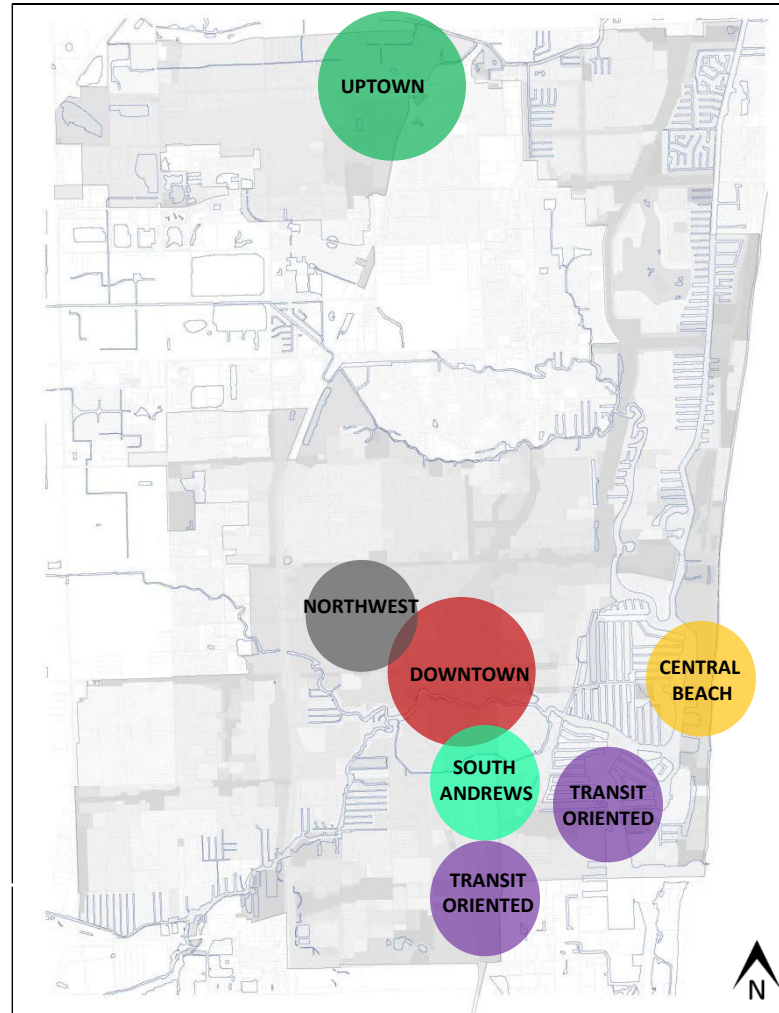 UPTOWN
NORTHWEST
DOWNTOWN
CENTRAL
BEACH
SOUTH
ANDREWS
TRANSIT
ORIENTED
TRANSIT
ORIENTED
N